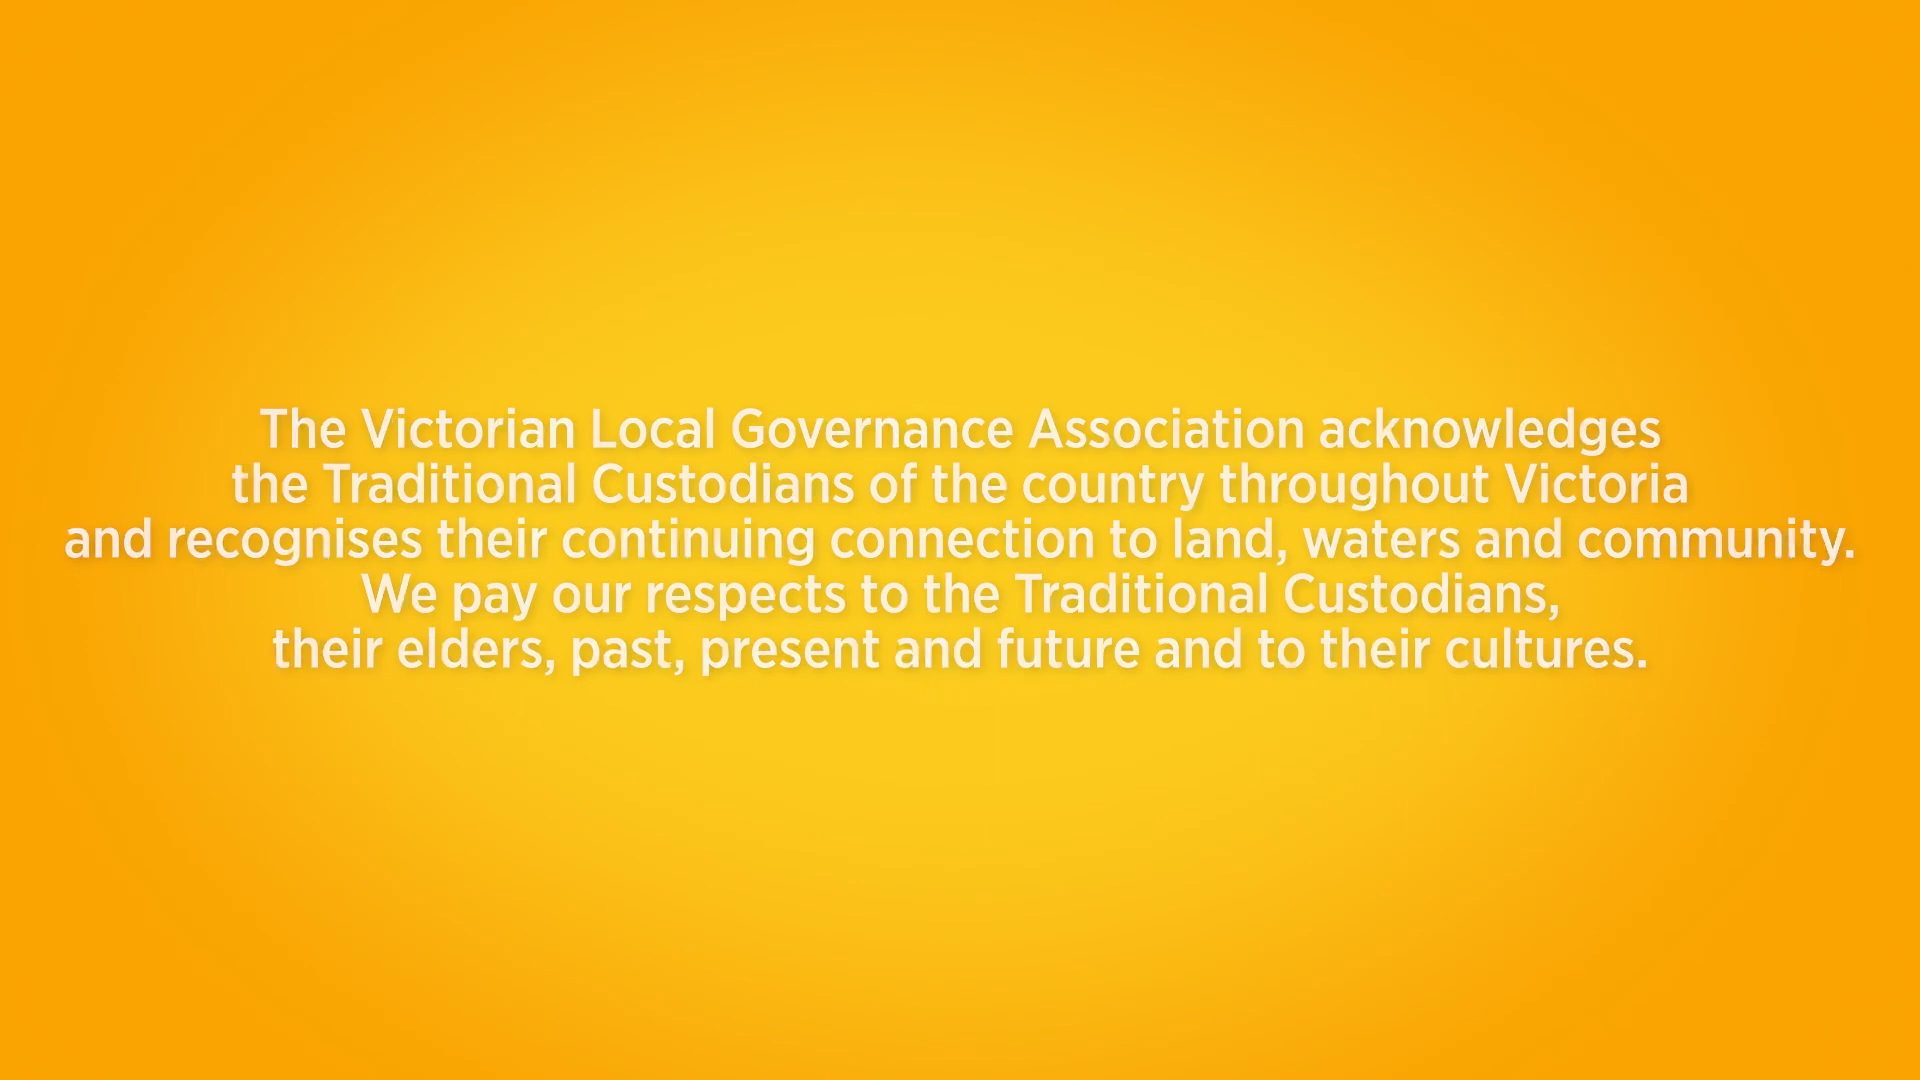 The Victorian Local Governance Association acknowledges
the Traditional Custodians of the country throughout Victoria
and recognises their continuing connection to land, waters and community.
We pay our respects to the Traditional Custodians,
their elders, past, present and future and to their cultures.